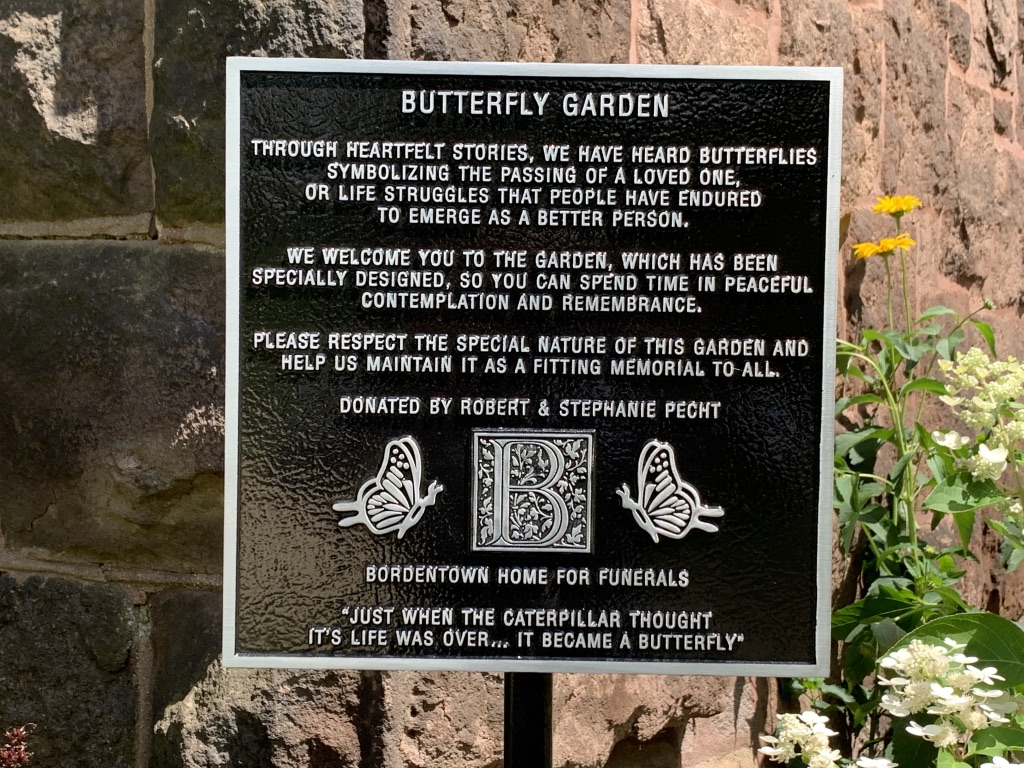 BUTTERFLY GARDEN
THROUGH HEARTFELT STORIES, WE HAVE HEARD BUTTERFLIES
SYMBOLIZING THE PASSING OF A LOVED ONE,
OR LIFE STRUGGLES THAT PEOPLE HAVE ENDURED
TO EMERGE AS A BETTER PERSON.
WE WELCOME YOU TO THE GARDEN, WHICH HAS BEEN
SPECIALLY DESIGNED, SO YOU CAN SPEND TIME IN PEACEFUL
CONTEMPLATION AND REMEMBRANCE.
PLEASE RESPECT THE SPECIAL NATURE OF THIS GARDEN AND
HELP US MAINTAIN IT AS A FITTING MEMORIAL TO ALL.
DONATED BY ROBERT & STEPHANIE PECHT
B
BORDENTOWN HOME FOR FUNERALS
"JUST WHEN THE CATERPILLAR THOUGHT
IT'S LIFE WAS OVER... IT BECAME A BUTTERFLY"